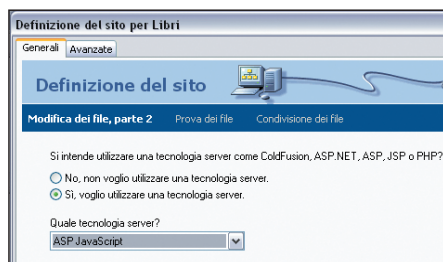 Definizione del sito per Libri
Generali Avanzate
Definizione del sito
Modifica dei file, parte 2 Prova dei file Condivisione dei file
Si intende utilizzare una tecnologia server come ColdFusion, ASP.NET, ASP, JSP o PHP?
No, non voglio utilizzare una tecnologia server.
Sì, voglio utilizzare una tecnologia server.
Quale tecnologia server?
ASP JavaScript